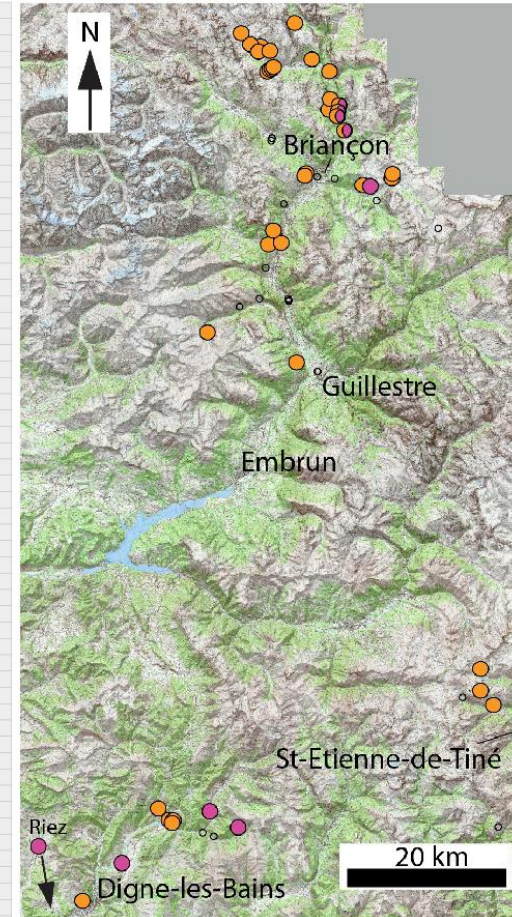 N
Briançon
Guillestre
Embrun
St-Etienne-de-Tiné
Riez
20 km
Digne-les-Bains